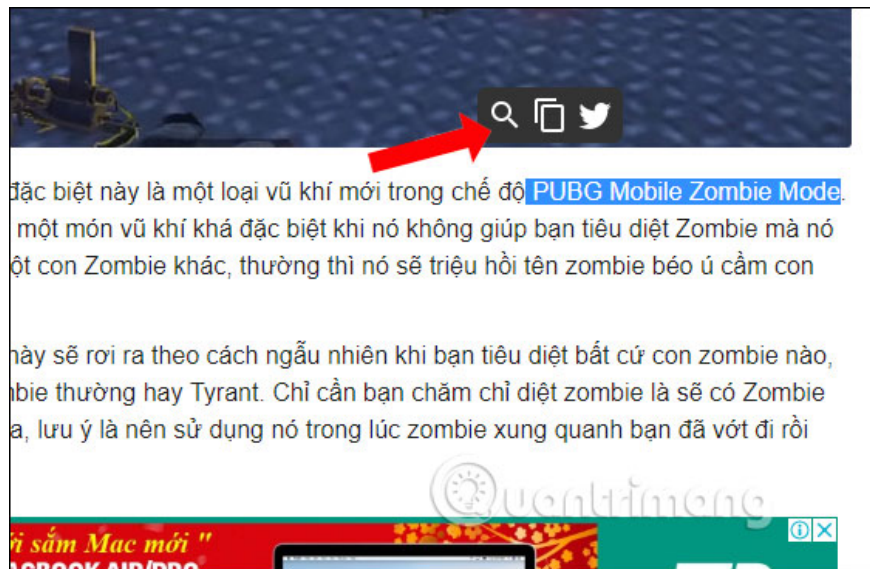 đặc biệt này là một loại vũ khí mới trong chế độ PUBG Mobile Zombie Mode.
một món vũ khí khá đặc biệt khi nó không giúp bạn tiêu diệt Zombie mà nó
ột con Zombie khác, thường thì nó sẽ triệu hồi tên zombie béo ú cầm con
này sẽ rơi ra theo cách ngẫu nhiên khi bạn tiêu diệt bất cứ con zombie nào,
mbie thường hay Tyrant. Chỉ cần bạn chăm chỉ diệt zombie là sẽ có Zombie
a, lưu ý là nên sử dụng nó trong lúc zombie xung quanh bạn đã vớt đi rồi
Quantrimang
ới sắm Mac mới "
ACBOOK AIR/PRO